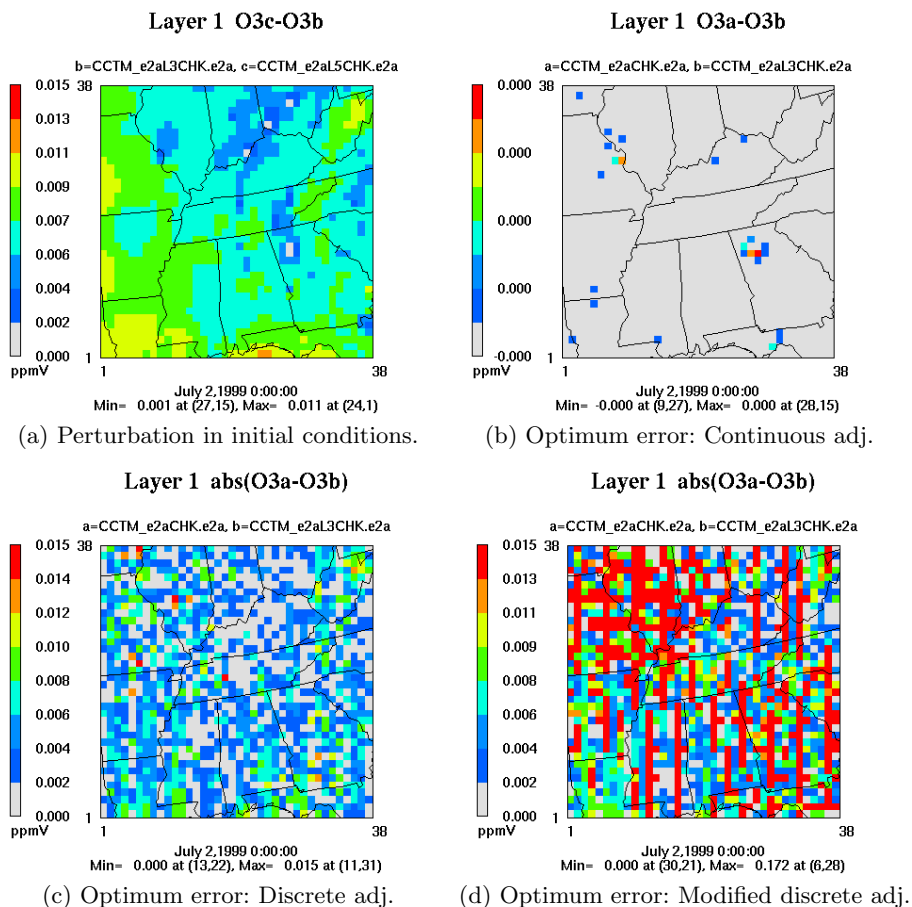 Layer 1 O3c-O3b
b=CCTM_e2aL3CHK.e2a, c=CCTM_e2aL5CHK.e2a
0.015
0.013
0.011
0.009
0.007
0.006
0.004
0.002
0.000
ppmV
38
1
1
38
July 2,1999 0:00:00
Min= 0.001 at (27,15), Max= 0.011 at (24,1)
(a) Perturbation in initial conditions.
Layer 1 O3a-O3b
a=CCTM_e2aCHK.e2a, b=CCTM_e2aL3CHK.e2a
0.000
0.000
0.000
0.000
-0.000
ppmV
38
1
1
38
July 2,1999 0:00:00
Min= -0.000 at (9,27), Max= 0.000 at (28,15)
(b) Optimum error: Continuous adj.
Layer 1 abs(O3a-O3b)
a=CCTM_e2aCHK.e2a, b=CCTM_e2aL3CHK.e2a
0.015
0.014
0.012
0.010
0.008
0.006
0.004
0.002
0.000
ppmV
38
1
1
38
July 2,1999 0:00:00
Min= 0.000 at (13,22), Max= 0.015 at (11,31)
(c) Optimum error: Discrete adj.
Layer 1 abs(O3a-O3b)
a=CCTM_e2aCHK.e2a, b=CCTM_e2aL3CHK.e2a
0.015
0.013
0.011
0.009
0.008
0.006
0.004
0.002
0.000
ppmV
38
1
1
38
July 2,1999 0:00:00
Min= 0.000 at (30,21), Max= 0.172 at (6,28)
(d) Optimum error: Modified discrete adj.